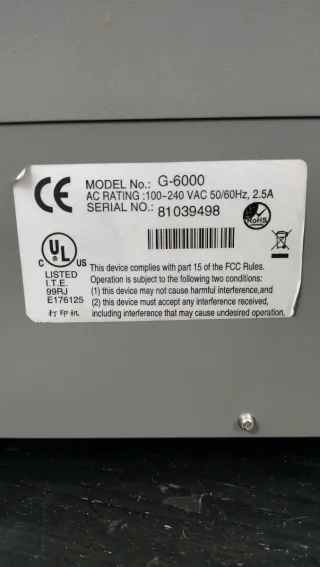 CE
MODEL No.: G-6000
AC RATING :100~240 VAC 50/60Hz, 2.5A
SERIAL NO.: 81039498
RoHS
C UL US
LISTED
I.T.E.
99RJ
E176125
打 印 机
This device complies with part 15 of the FCC Rules.
Operation is subject to the following two conditions:
(1) this device may not cause harmful interference,and
(2) this device must accept any interference received,
including interference that may cause undesired operation.